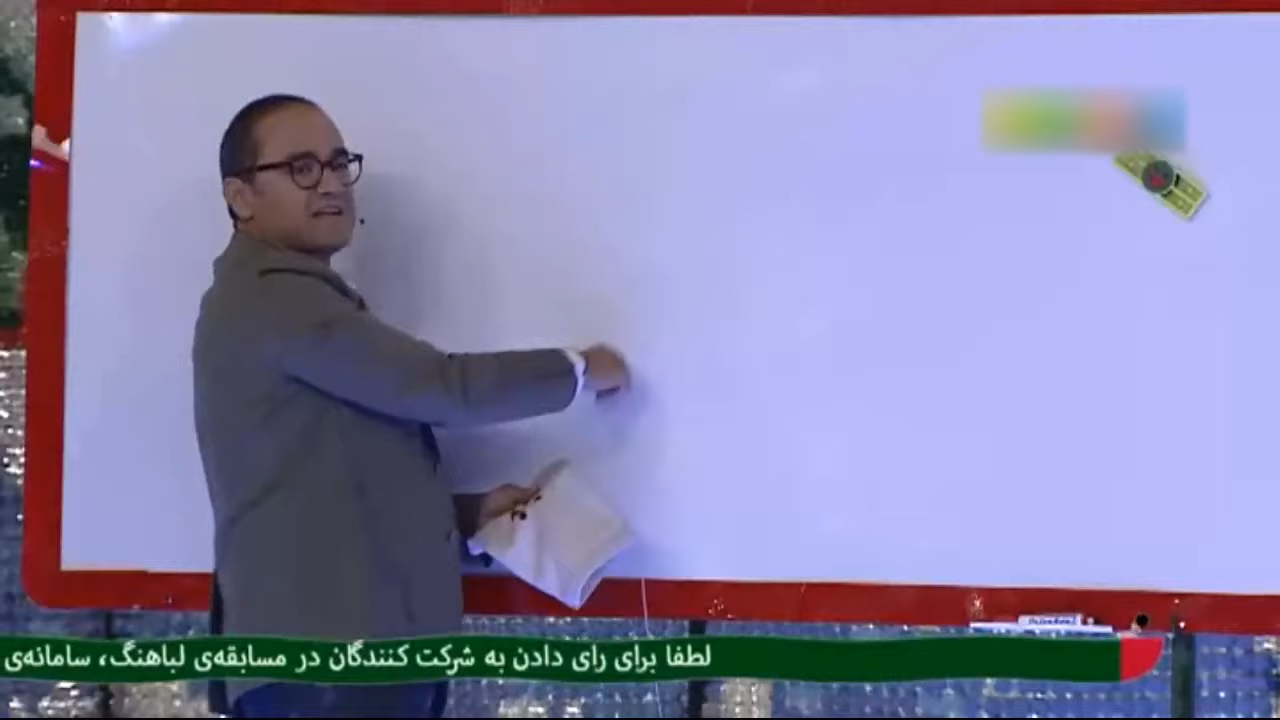 لطفا برای رای دادن به شرکت کنندگان در مسابقه‌ی لباهنگ، سامانه‌ی